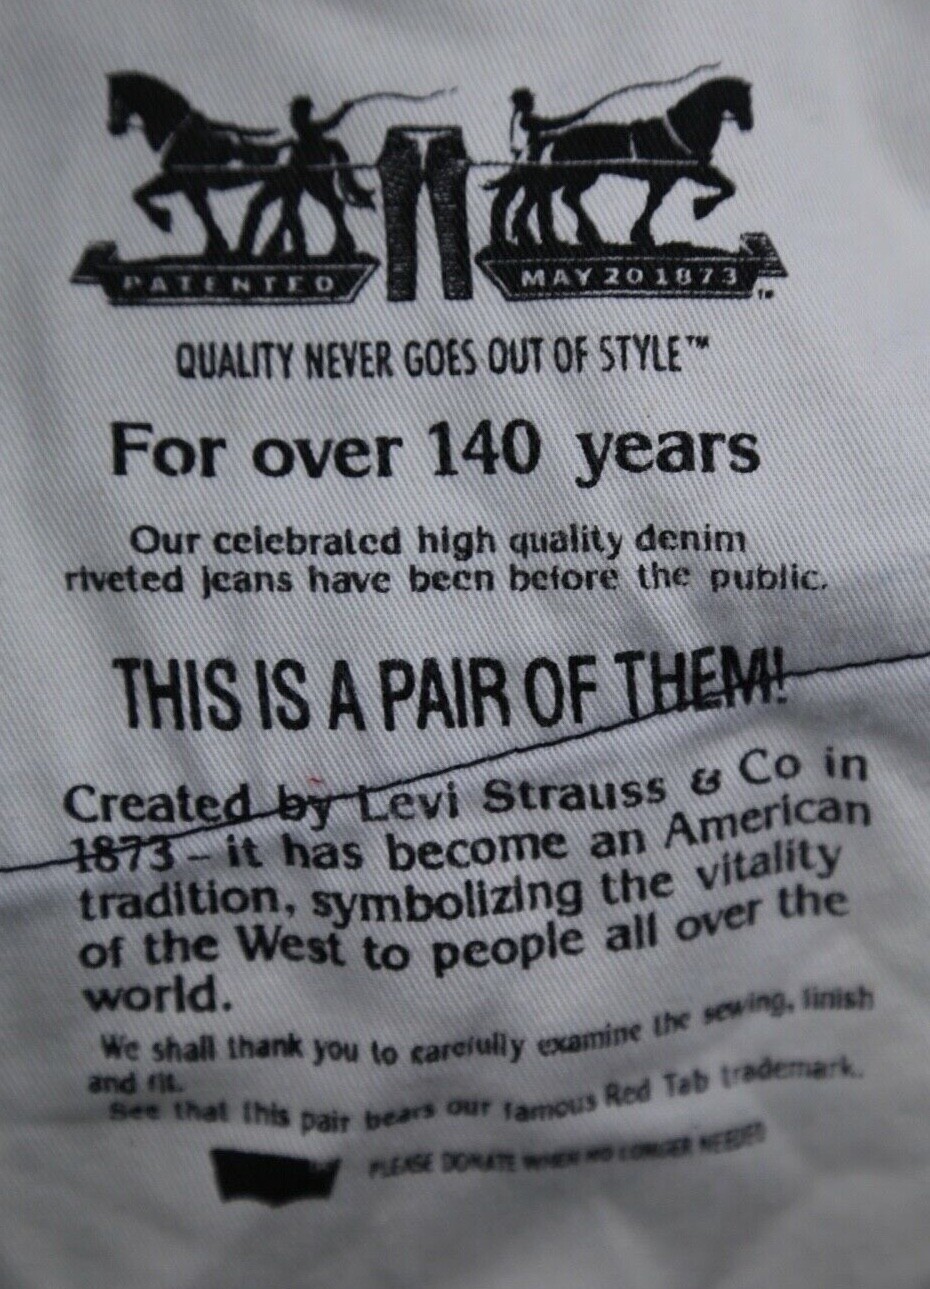 PATENTED MAY 20 1873 TM
QUALITY NEVER GOES OUT OF STYLE™
For over 140 years
Our celebrated high quality denim
riveted jeans have been before the public.
THIS IS A PAIR OF THEM!
Created by Levi Strauss & Co in
1873 – it has become an American
tradition, symbolizing the vitality
of the West to people all over the
world.
We shall thank you to carefully examine the sewing, finish
and fit.
See that this pair bears our famous Red Tab trademark.
PLEASE DONATE WHEN NO LONGER NEEDED